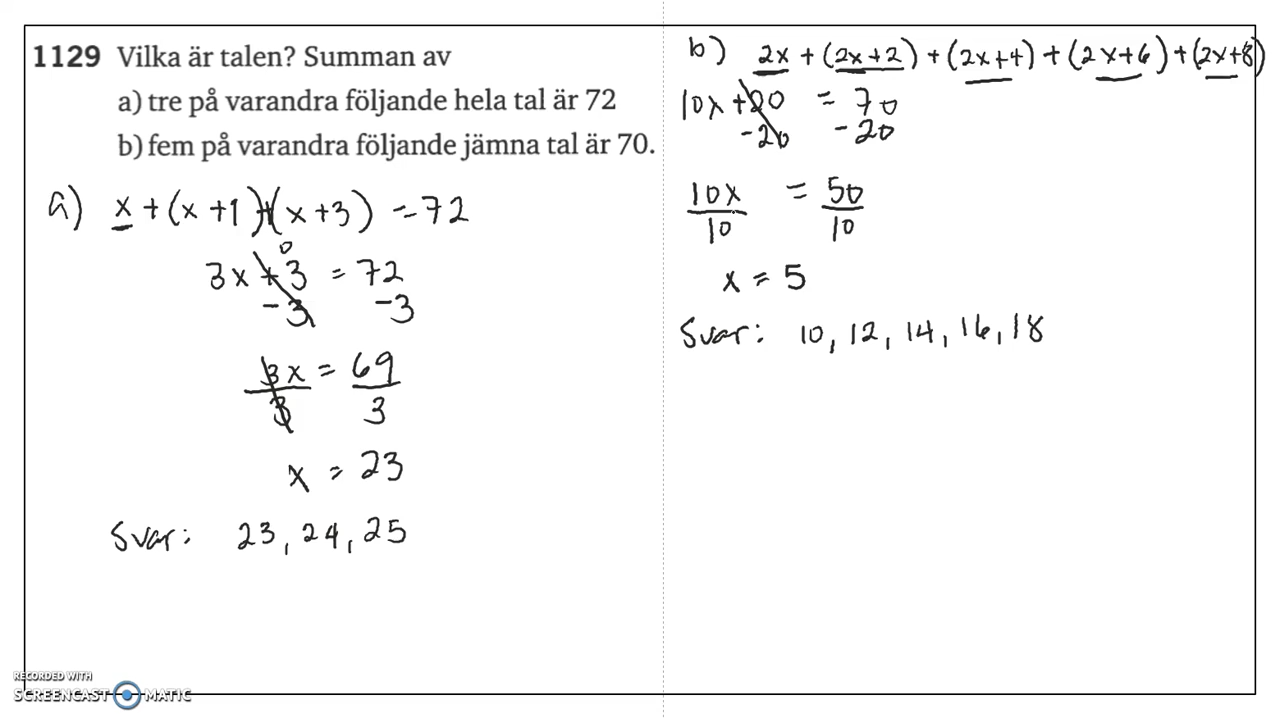 1129 Vilka är talen? Summan av
a) tre på varandra följande hela tal är 72
b) fem på varandra följande jämna tal är 70.
a) x + (x + 1) + (x + 3) = 72
0
3x + 3 = 72
- 3 - 3
3x = 69
3 3
x = 23
Svar: 23, 24, 25
b) 2x + (2x + 2) + (2x + 4) + (2x + 6) + (2x + 8)
10x + 20 = 70
- 20 - 20
10x = 50
10 10
x = 5
Svar: 10, 12, 14, 16, 18
RECORDED WITH
SCREENCAST MATIC